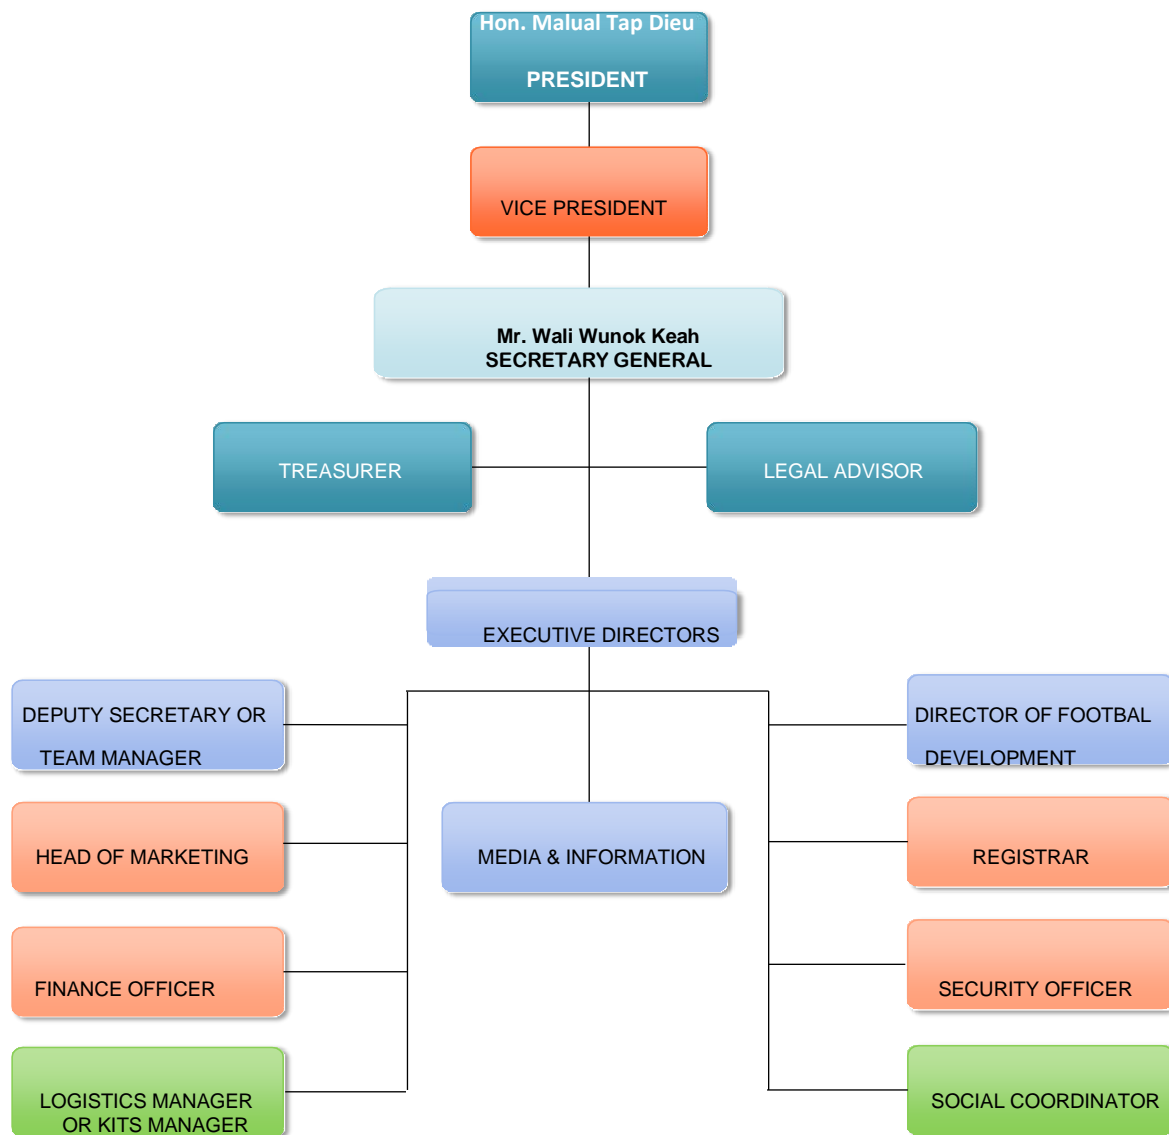 Hon. Malual Tap Dieu
PRESIDENT
VICE PRESIDENT
Mr. Wali Wunok Keah
SECRETARY GENERAL
TREASURER
LEGAL ADVISOR
EXECUTIVE DIRECTORS
DEPUTY SECRETARY OR
TEAM MANAGER
DIRECTOR OF FOOTBAL
DEVELOPMENT
HEAD OF MARKETING
MEDIA & INFORMATION
REGISTRAR
FINANCE OFFICER
SECURITY OFFICER
LOGISTICS MANAGER
OR KITS MANAGER
SOCIAL COORDINATOR